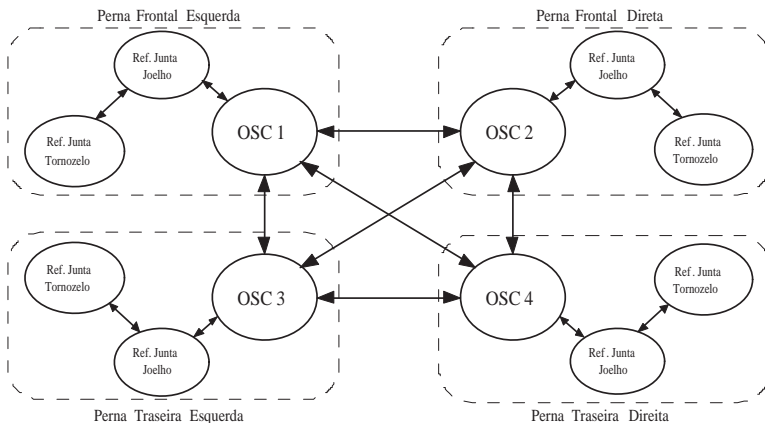 Perna Frontal Esquerda
Perna Frontal Direta
Ref. Junta
Joelho
Ref. Junta
Tornozelo
OSC 1
OSC 2
Ref. Junta
Joelho
Ref. Junta
Tornozelo
Ref. Junta
Tornozelo
Ref. Junta
Joelho
OSC 3
OSC 4
Ref. Junta
Tornozelo
Ref. Junta
Joelho
Perna Traseira Esquerda
Perna Traseira Direita